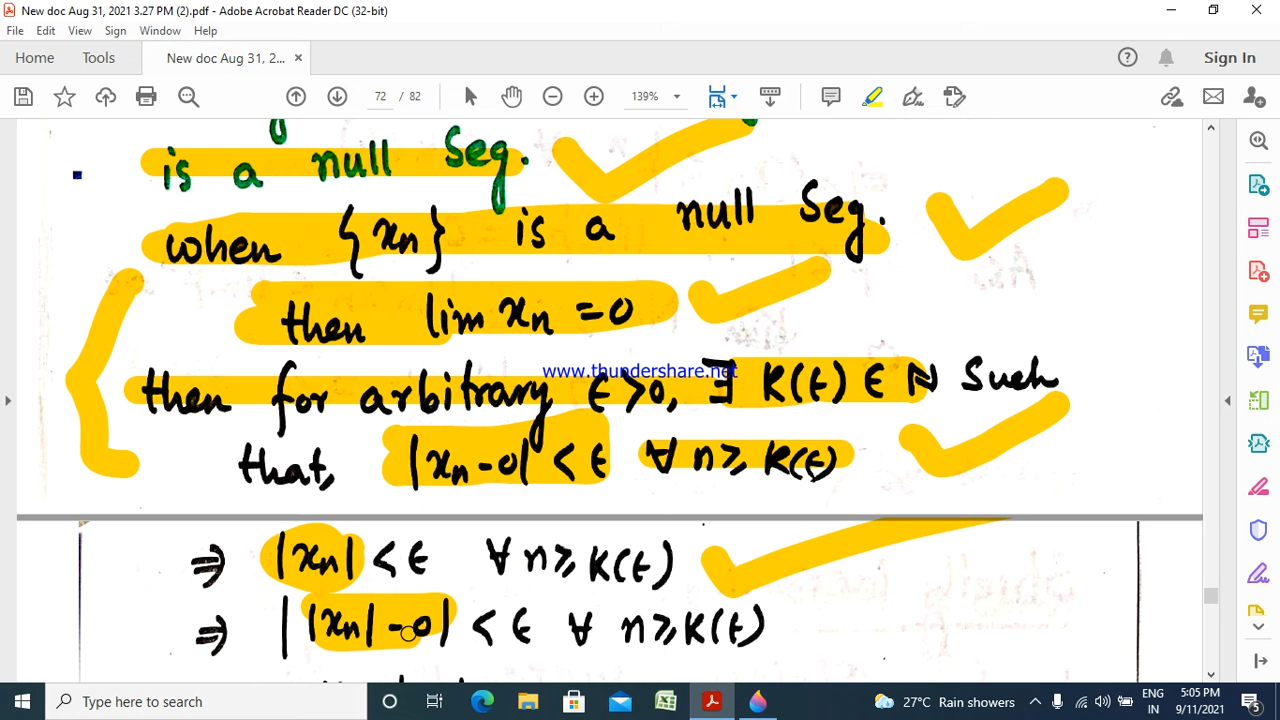 New doc Aug 31, 2021 3.27 PM (2).pdf - Adobe Acrobat Reader DC (32-bit)
File Edit View Sign Window Help
Home Tools New doc Aug 31, 2... × Sign In
72 / 82 139%
is a null Seq.
when {xn} is a null Seq.
then lim xn =0
www.thundershare.net
then for arbitrary ϵ>0, ∃ K(ϵ) ∈ ℕ Such
that, |xn -0| < ϵ ∀ n ≥ K(ϵ)
⇒ |xn| < ϵ ∀ n ≥ K(ϵ)
⇒ ||xn| -0| < ϵ ∀ n ≥ K(ϵ)
Type here to search
27°C Rain showers ENG 5:05 PM
IN 9/11/2021 5